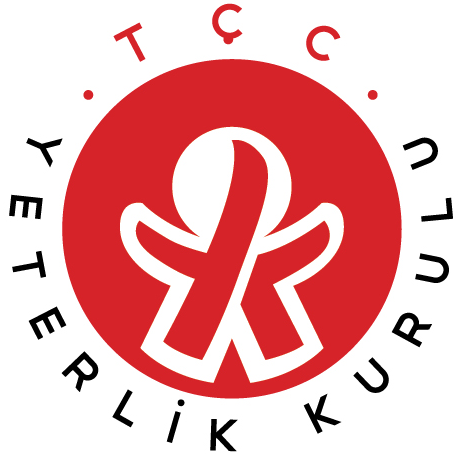 · TÇC ·
YETERLİK KURULU